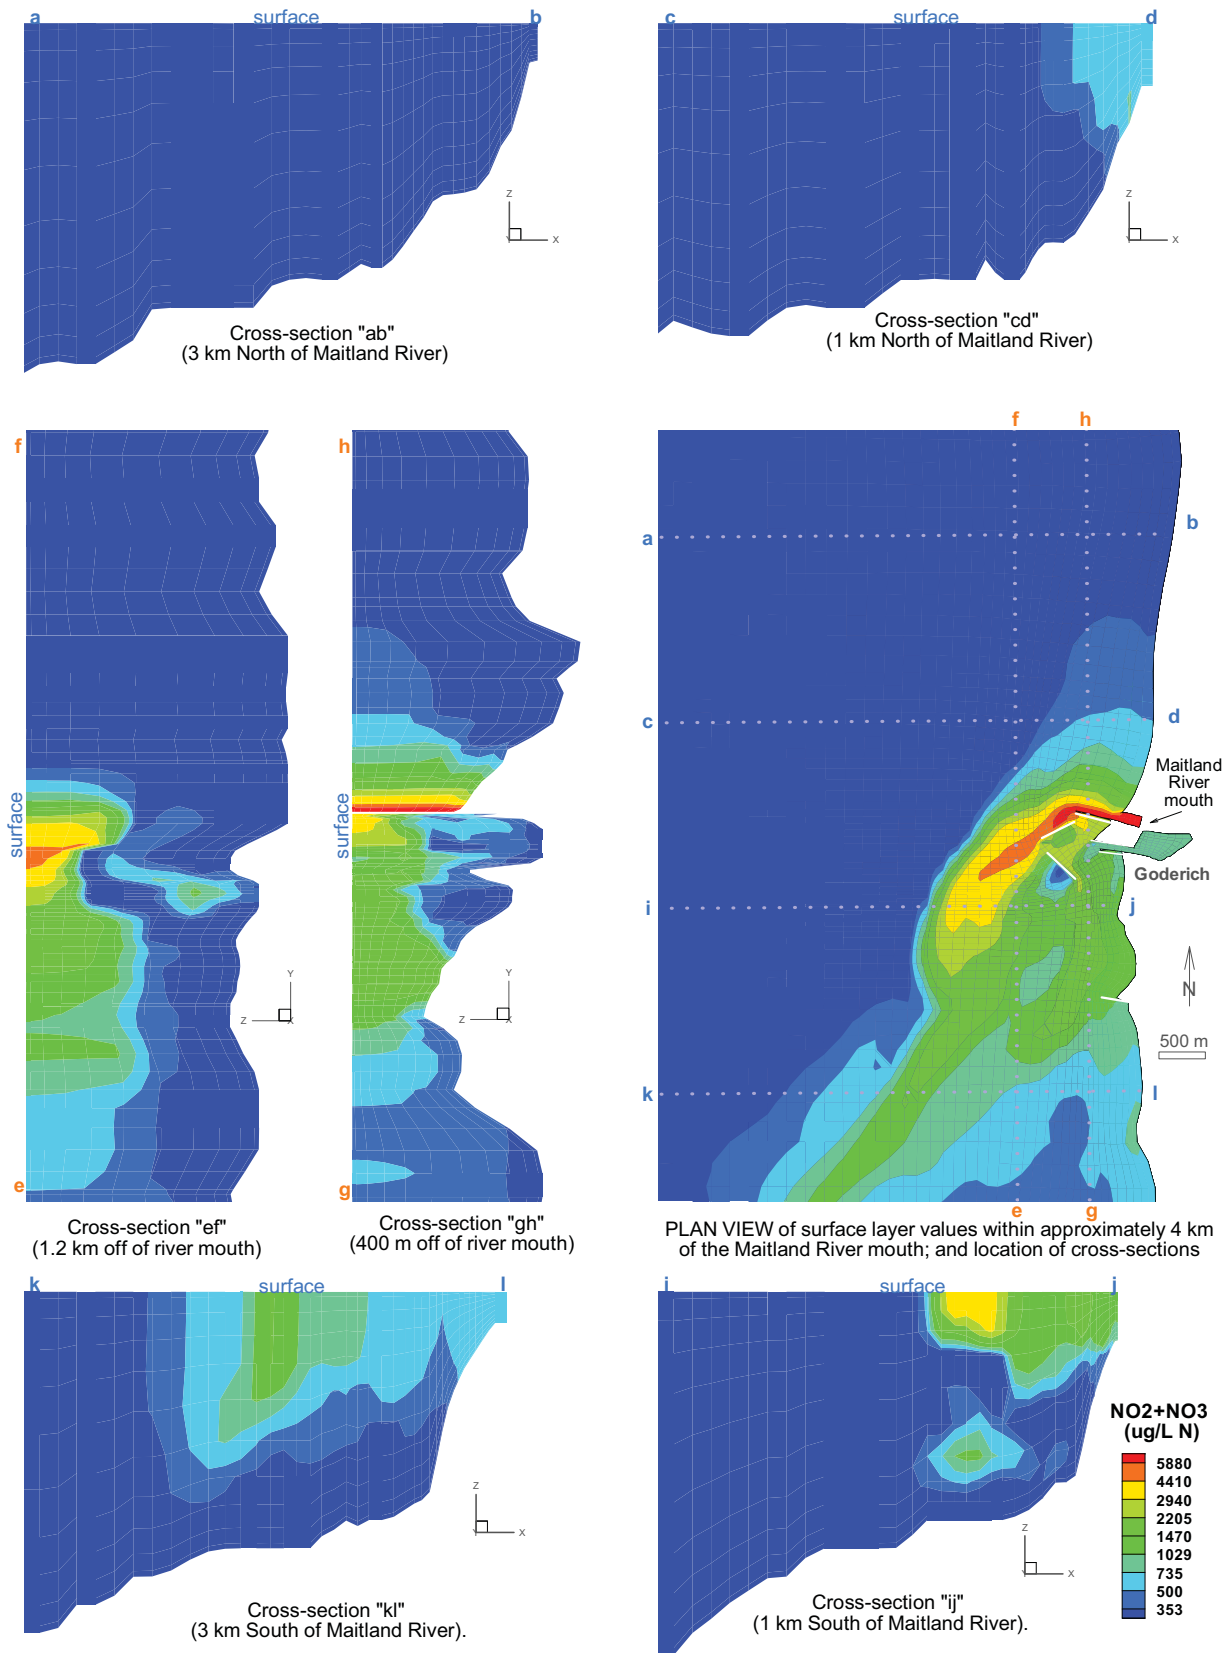 a surface b
c surface d
Z
X
Y
Z
X
Y
Cross-section "ab"
(3 km North of Maitland River)
Cross-section "cd"
(1 km North of Maitland River)
f
h
f h
b
a
c
d
Maitland
River
mouth
Goderich
surface
surface
i
j
Y
Z
X
Y
Z
X
N
500 m
k
l
e
g
e g
Cross-section "ef"
(1.2 km off of river mouth)
Cross-section "gh"
(400 m off of river mouth)
PLAN VIEW of surface layer values within approximately 4 km
of the Maitland River mouth; and location of cross-sections
k surface l
i surface j
NO2+NO3
(ug/L N)
5880
4410
2940
2205
1470
1029
735
500
353
Z
Y
X
Z
Y
X
Cross-section "kl"
(3 km South of Maitland River).
Cross-section "ij"
(1 km South of Maitland River).